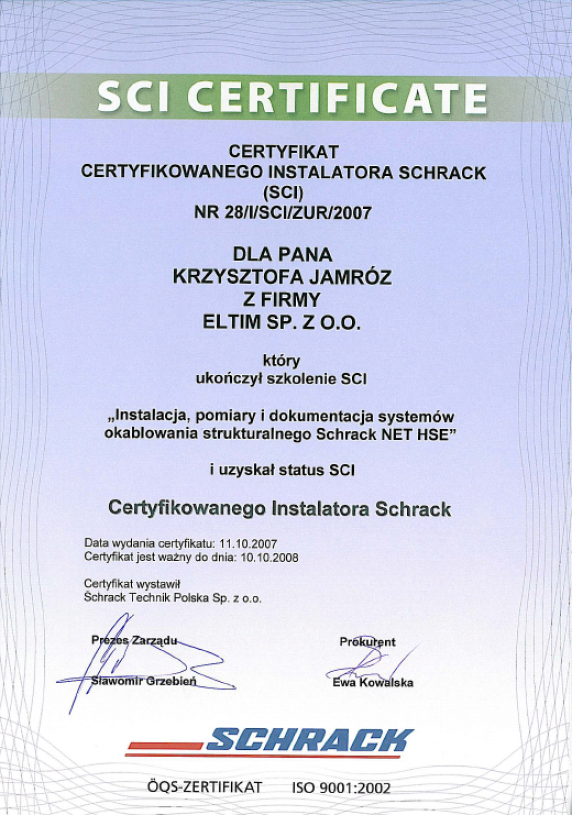 SCI CERTIFICATE
CERTYFIKAT
CERTYFIKOWANEGO INSTALATORA SCHRACK
(SCI)
NR 28/I/SCI/ZUR/2007
DLA PANA
KRZYSZTOFA JAMRÓZ
Z FIRMY
ELTIM SP. Z O.O.
który
ukończył szkolenie SCI
„Instalacja, pomiary i dokumentacja systemów
okablowania strukturalnego Schrack NET HSE”
i uzyskał status SCI
Certyfikowanego Instalatora Schrack
Data wydania certyfikatu: 11.10.2007
Certyfikat jest ważny do dnia: 10.10.2008
Certyfikat wystawił
Schrack Technik Polska Sp. z o.o.
Prezes Zarządu Prokurent
Sławomir Grzebień Ewa Kowalska
SCHRACK
ÖQS-ZERTIFIKAT ISO 9001:2002